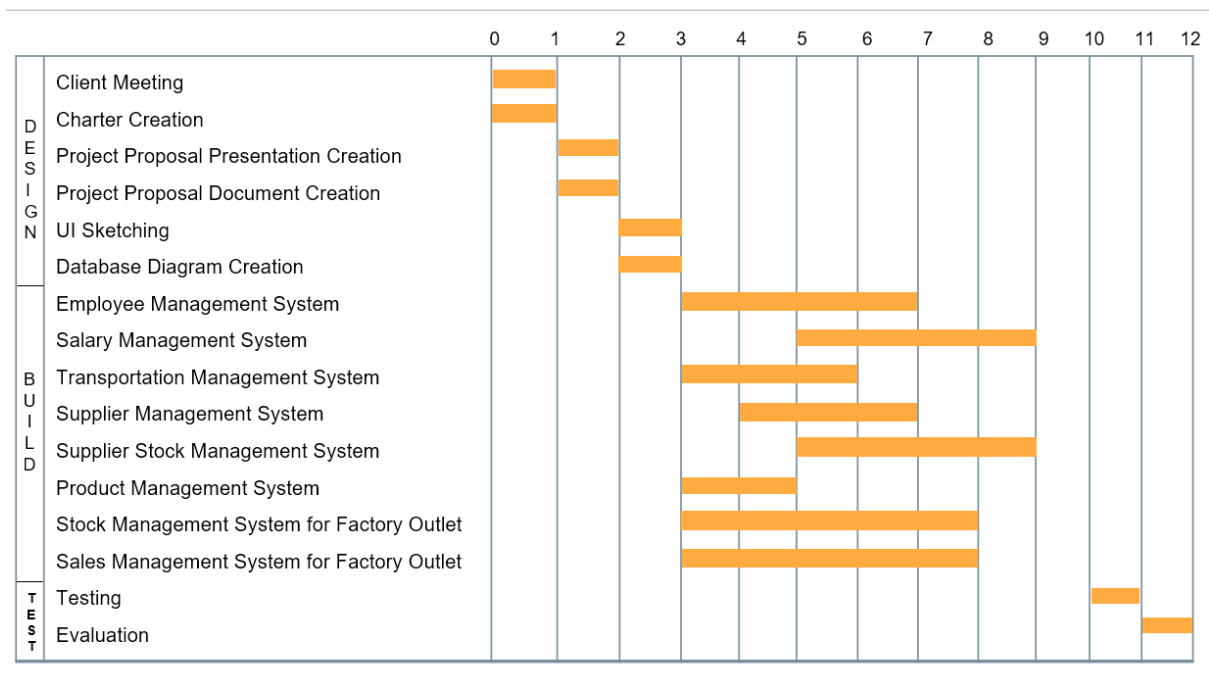 0 1 2 3 4 5 6 7 8 9 10 11 12
DESIGN
Client Meeting
Charter Creation
Project Proposal Presentation Creation
Project Proposal Document Creation
UI Sketching
Database Diagram Creation
BUILD
Employee Management System
Salary Management System
Transportation Management System
Supplier Management System
Supplier Stock Management System
Product Management System
Stock Management System for Factory Outlet
Sales Management System for Factory Outlet
TEST
Testing
Evaluation